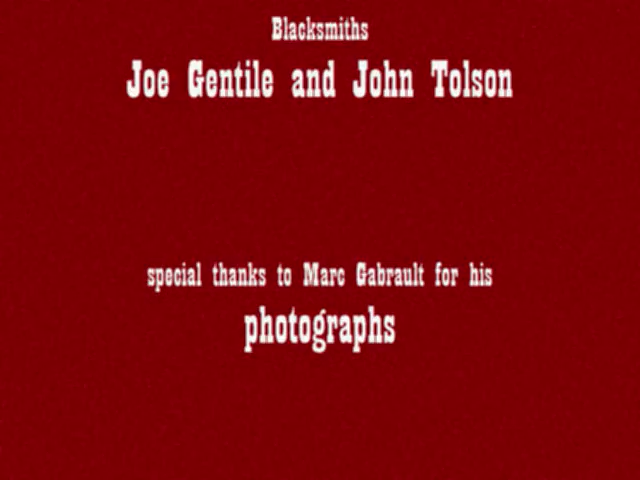 Blacksmiths
Joe Gentile and John Tolson
special thanks to Marc Gabrault for his
photographs